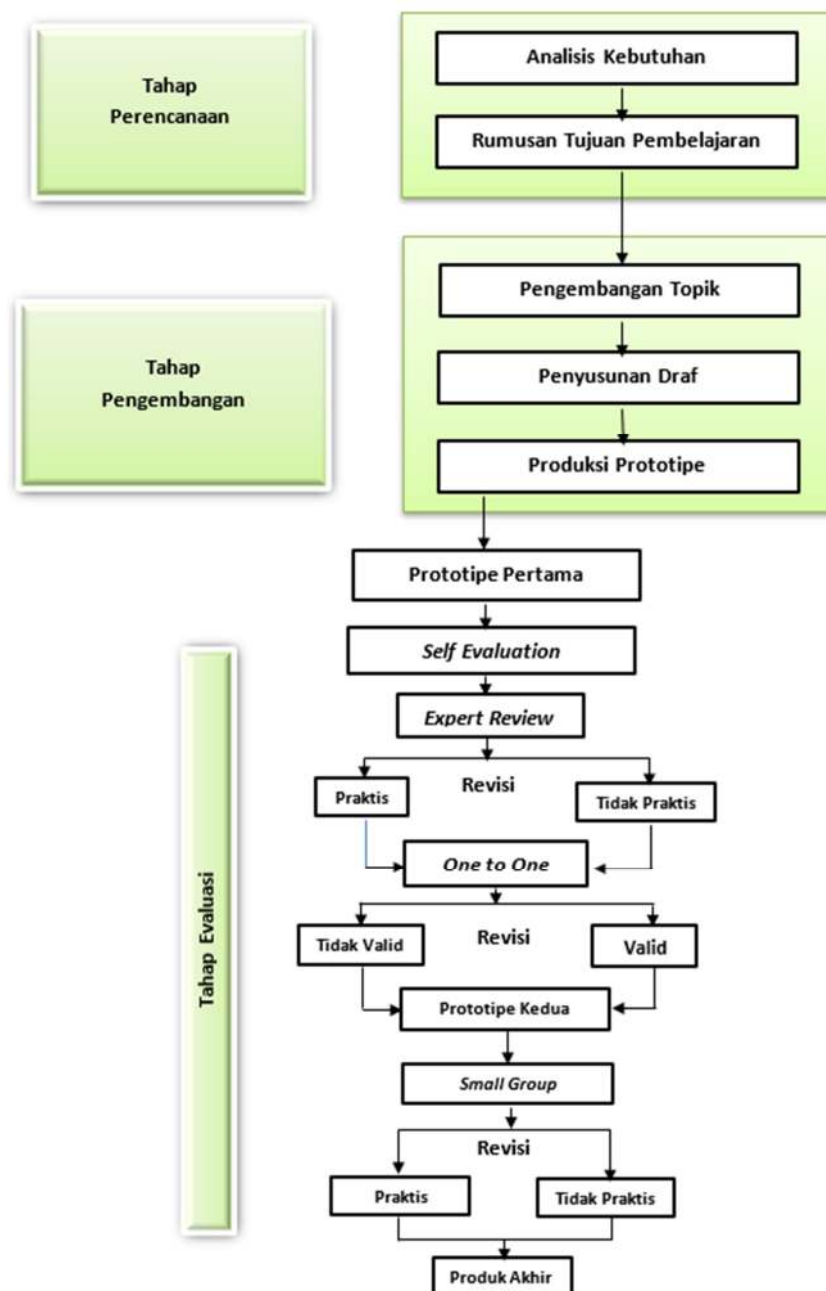 Tahap
Perencanaan
Analisis Kebutuhan
Rumusan Tujuan Pembelajaran
Tahap
Pengembangan
Pengembangan Topik
Penyusunan Draf
Produksi Prototipe
Prototipe Pertama
Self Evaluation
Expert Review
Praktis
Revisi
Tidak Praktis
One to One
Tidak Valid
Revisi
Valid
Prototipe Kedua
Small Group
Revisi
Praktis
Tidak Praktis
Produk Akhir
Tahap Evaluasi